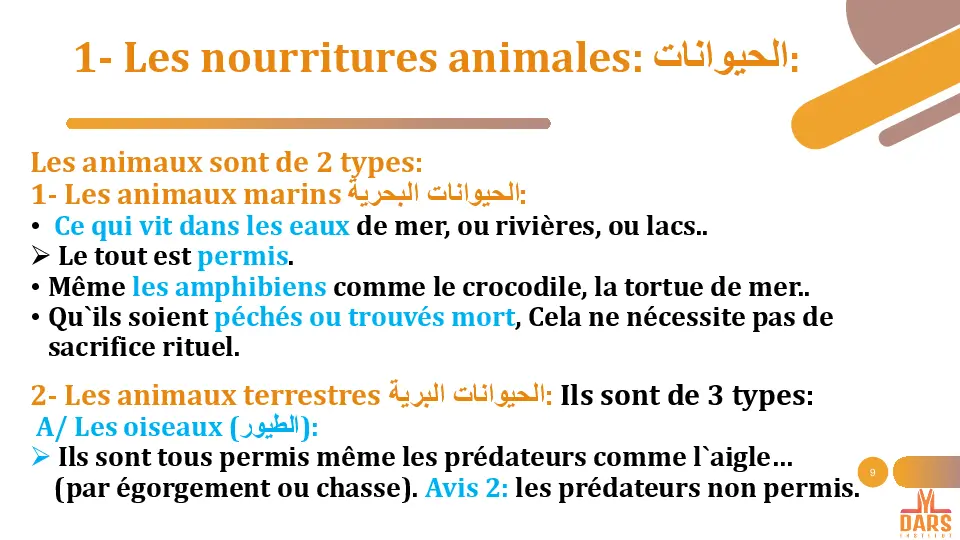 1- Les nourritures animales: الحيوانات:
Les animaux sont de 2 types:
1- Les animaux marins الحيوانات البحرية:
• Ce qui vit dans les eaux de mer, ou rivières, ou lacs..
➢ Le tout est permis.
• Même les amphibiens comme le crocodile, la tortue de mer..
• Qu`ils soient péchés ou trouvés mort, Cela ne nécessite pas de
sacrifice rituel.
2- Les animaux terrestres الحيوانات البرية: Ils sont de 3 types:
A/ Les oiseaux (الطيور):
➢ Ils sont tous permis même les prédateurs comme l`aigle…
(par égorgement ou chasse). Avis 2: les prédateurs non permis.
9
DARS
INSTITUT